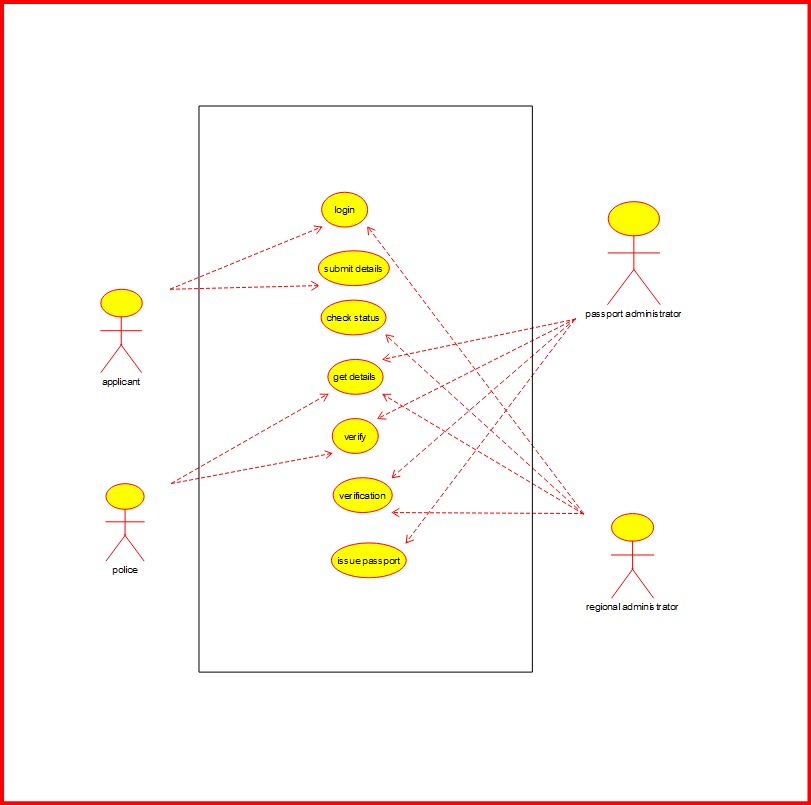 login
submit details
check status
get details
verify
verification
issue passport
applicant
police
passport administrator
regional administrator